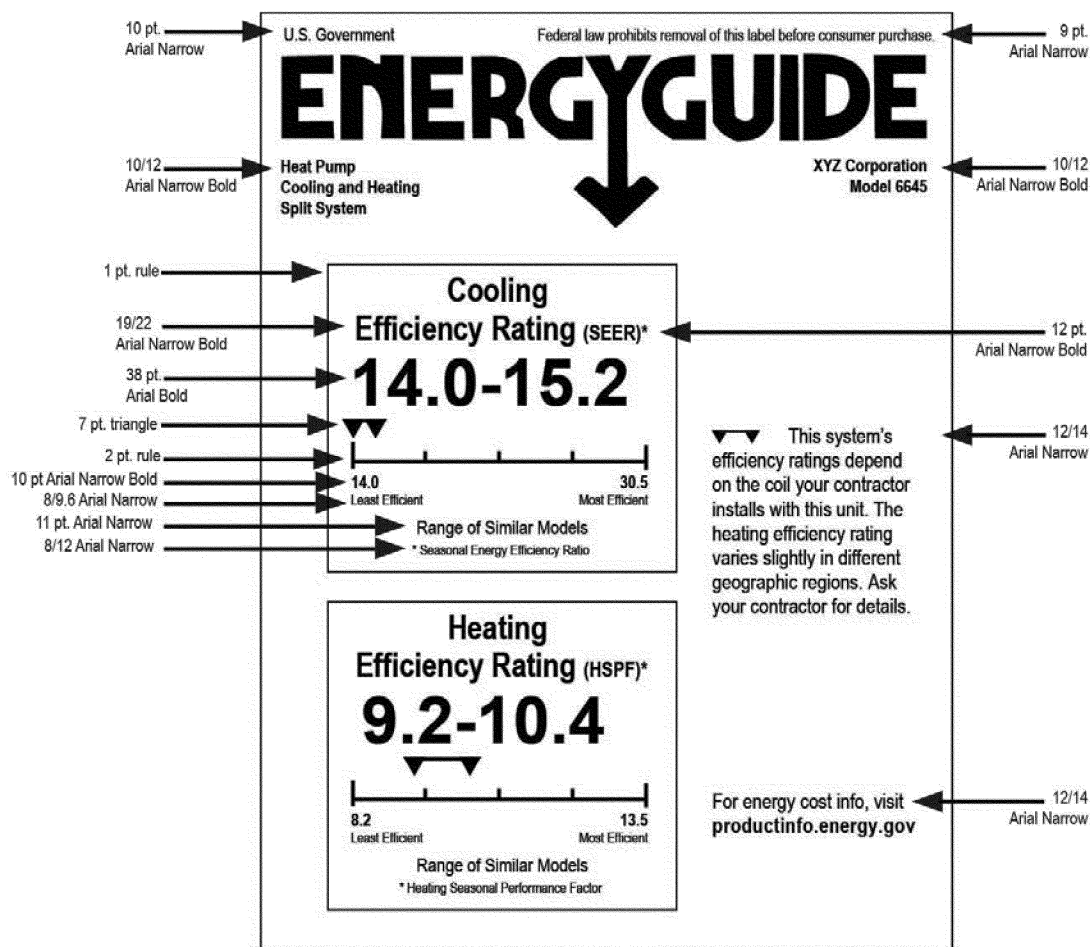 10 pt.
Arial Narrow
U.S. Government
Federal law prohibits removal of this label before consumer purchase.
9 pt.
Arial Narrow
ENERGYGUIDE
10/12
Arial Narrow Bold
Heat Pump
Cooling and Heating
Split System
XYZ Corporation
Model 6645
10/12
Arial Narrow Bold
1 pt. rule
Cooling
19/22
Arial Narrow Bold
Efficiency Rating (SEER)*
12 pt.
Arial Narrow Bold
38 pt.
Arial Bold
14.0-15.2
7 pt. triangle
2 pt. rule
10 pt Arial Narrow Bold
14.0
30.5
8/9.6 Arial Narrow
Least Efficient
Most Efficient
11 pt. Arial Narrow
Range of Similar Models
8/12 Arial Narrow
* Seasonal Energy Efficiency Ratio
12/14
Arial Narrow
This system's
efficiency ratings depend
on the coil your contractor
installs with this unit. The
heating efficiency rating
varies slightly in different
geographic regions. Ask
your contractor for details.
Heating
Efficiency Rating (HSPF)*
9.2-10.4
8.2
13.5
Least Efficient
Most Efficient
Range of Similar Models
* Heating Seasonal Performance Factor
For energy cost info, visit
productinfo.energy.gov
12/14
Arial Narrow